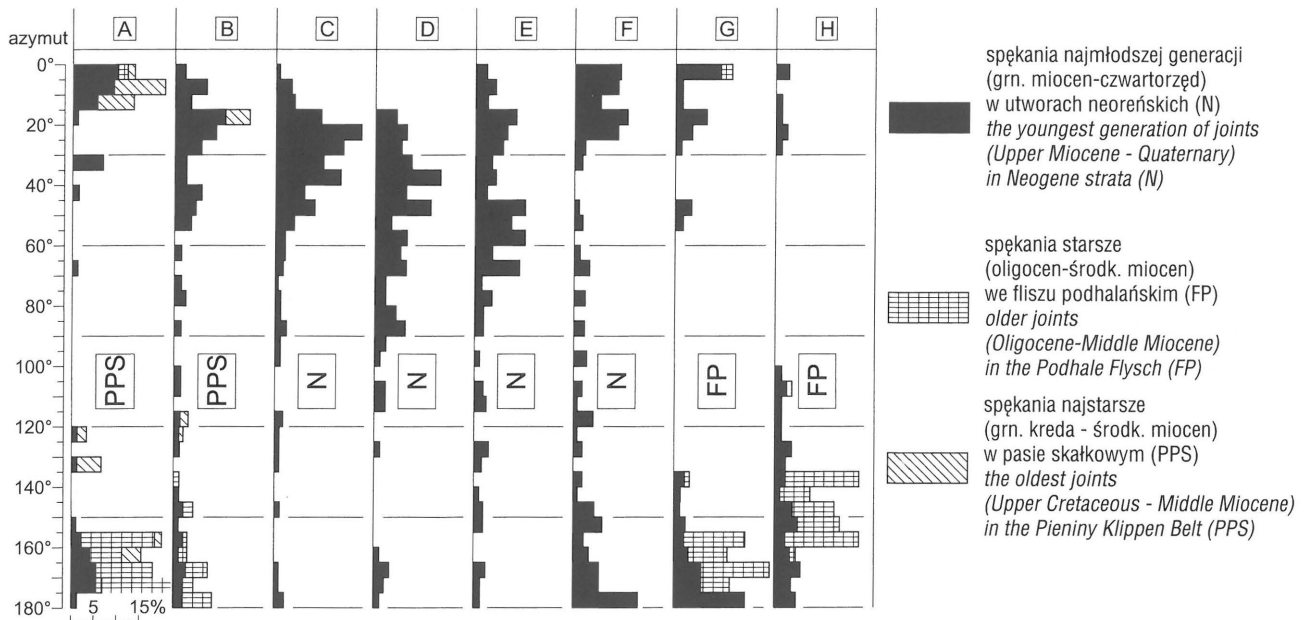 azymut
A B C D E F G H
0°
20°
40°
60°
80°
100°
120°
140°
160°
180°
PPS PPS N N N N FP FP
5 15%
spękania najmłodszej generacji
(grn. miocen-czwartorzęd)
w utworach neoreńskich (N)
the youngest generation of joints
(Upper Miocene - Quaternary)
in Neogene strata (N)
spękania starsze
(oligocen-środk. miocen)
we fliszu podhalańskim (FP)
older joints
(Oligocene-Middle Miocene)
in the Podhale Flysch (FP)
spękania najstarsze
(grn. kreda - środk. miocen)
w pasie skałkowym (PPS)
the oldest joints
(Upper Cretaceous - Middle Miocene)
in the Pieniny Klippen Belt (PPS)